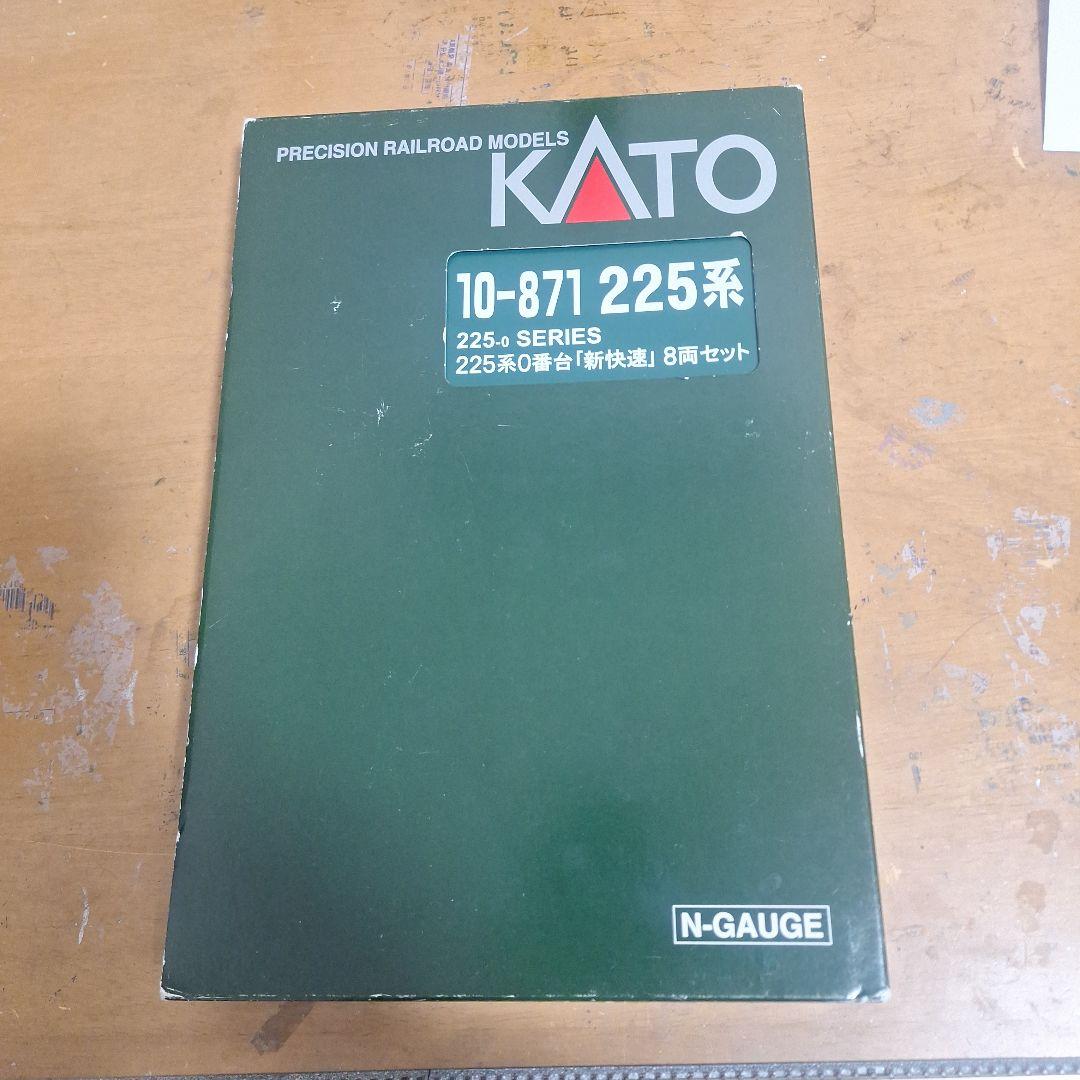 PRECISION RAILROAD MODELS
KATO
10-871 225系
225-0 SERIES
225系0番台「新快速」8両セット
N-GAUGE